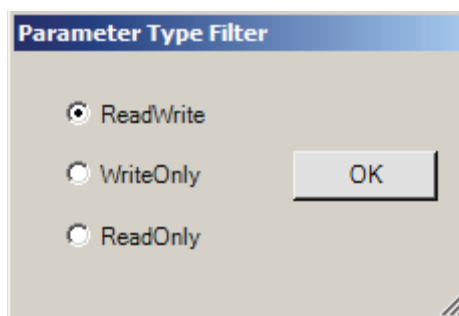 Parameter Type Filter
ReadWrite
WriteOnly
OK
ReadOnly